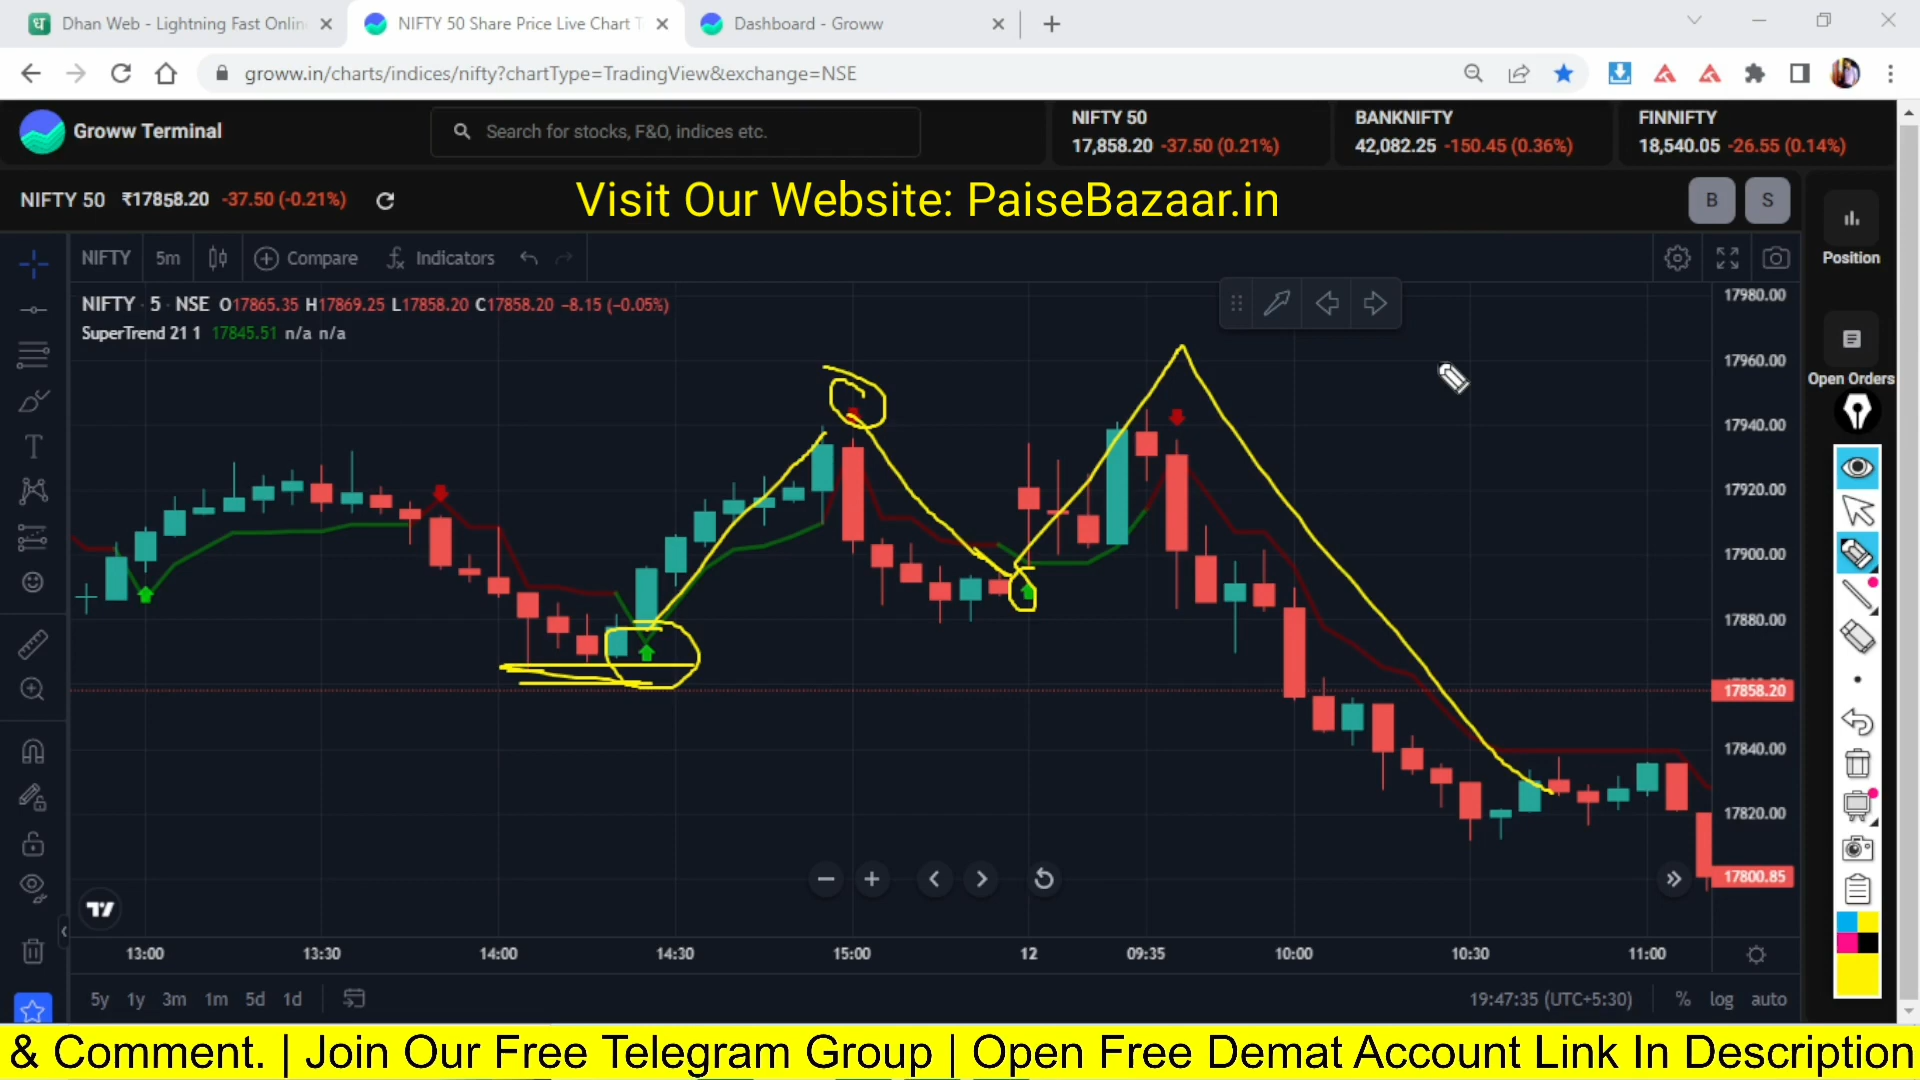 Dhan Web - Lightning Fast Onlin
NIFTY 50 Share Price Live Chart T
Dashboard - Groww
groww.in/charts/indices/nifty?chartType=TradingView&exchange=NSE
Groww Terminal
Search for stocks, F&O, indices etc.
NIFTY 50
17,858.20 -37.50 (0.21%)
BANKNIFTY
42,082.25 -150.45 (0.36%)
FINNIFTY
18,540.05 -26.55 (0.14%)
NIFTY 50 ₹17858.20 -37.50 (-0.21%)
Visit Our Website: PaiseBazaar.in
B
S
Position
NIFTY 5m Compare Indicators
NIFTY · 5 · NSE O17865.35 H17869.25 L17858.20 C17858.20 −8.15 (−0.05%)
SuperTrend 21 1 17845.51 n/a n/a
Open Orders
17980.00
17960.00
17940.00
17920.00
17900.00
17880.00
17858.20
17840.00
17820.00
17800.85
13:00 13:30 14:00 14:30 15:00 12 09:35 10:00 10:30 11:00
5y 1y 3m 1m 5d 1d
19:47:35 (UTC+5:30) % log auto
& Comment. | Join Our Free Telegram Group | Open Free Demat Account Link In Description